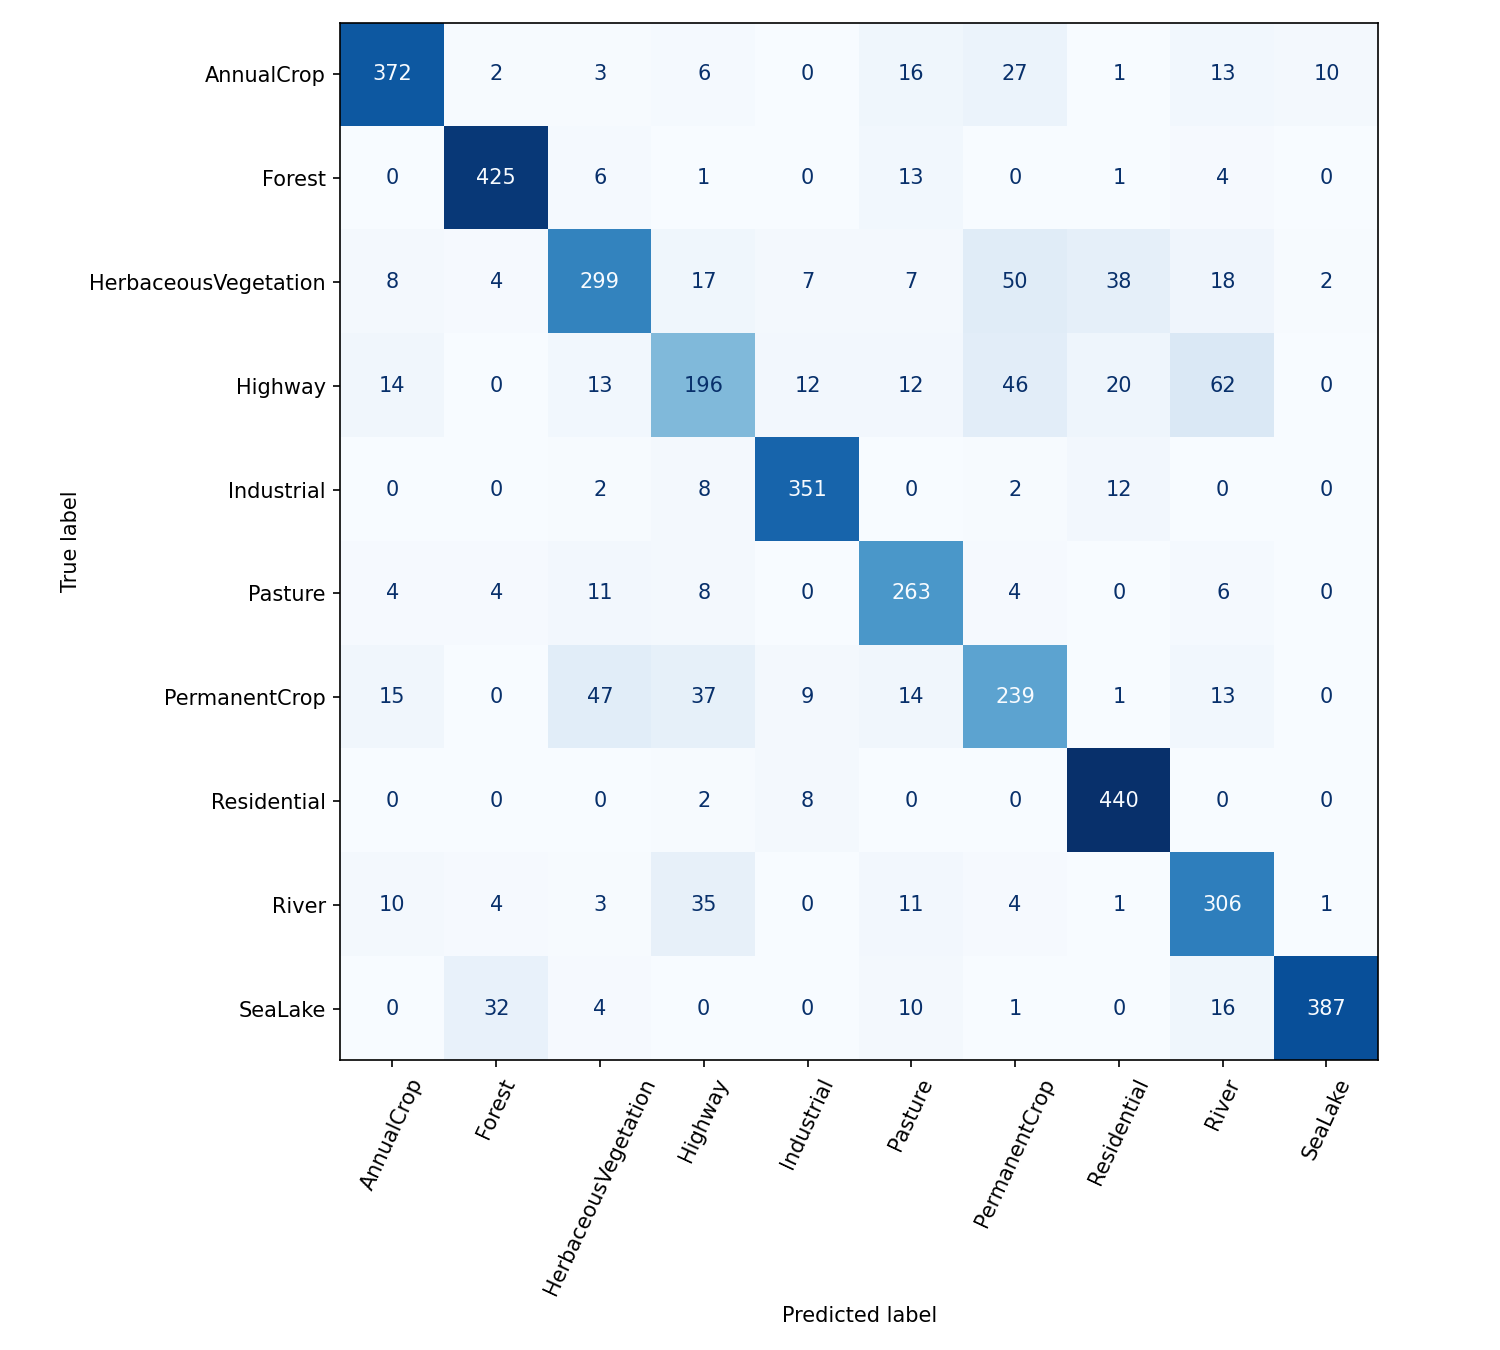 AnnualCrop 372 2 3 6 0 16 27 1 13 10
Forest 0 425 6 1 0 13 0 1 4 0
HerbaceousVegetation 8 4 299 17 7 7 50 38 18 2
Highway 14 0 13 196 12 12 46 20 62 0
Industrial 0 0 2 8 351 0 2 12 0 0
Pasture 4 4 11 8 0 263 4 0 6 0
PermanentCrop 15 0 47 37 9 14 239 1 13 0
Residential 0 0 0 2 8 0 0 440 0 0
River 10 4 3 35 0 11 4 1 306 1
SeaLake 0 32 4 0 0 10 1 0 16 387
True label
AnnualCrop Forest HerbaceousVegetation Highway Industrial Pasture PermanentCrop Residential River SeaLake
Predicted label